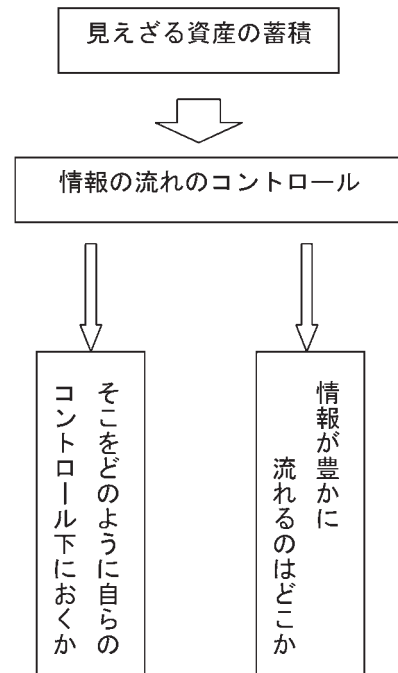 見えざる資産の蓄積
情報の流れのコントロール
情報が豊かに
流れるのはどこか
そこをどのように自らの
コントロール下におくか